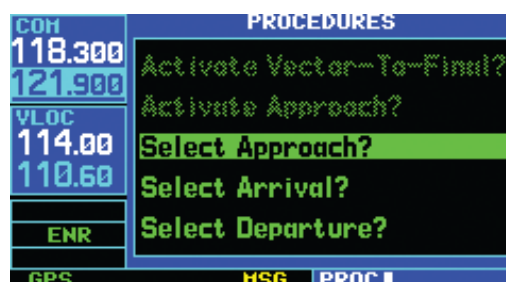 COM
118.300
121.900
VLOC
114.00
110.60
ENR
PROCEDURES
Activate Vector-To-Final?
Activate Approach?
Select Approach?
Select Arrival?
Select Departure?
GPS MSG PROC